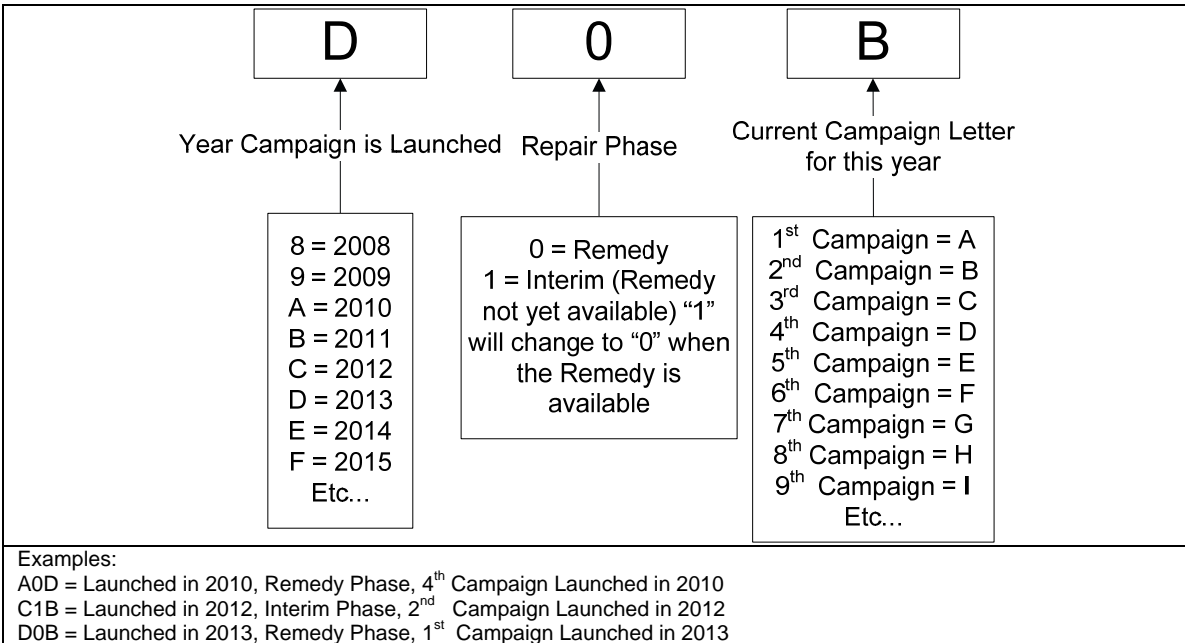 D 0 B
Year Campaign is Launched
Repair Phase
Current Campaign Letter
for this year
8 = 2008
9 = 2009
A = 2010
B = 2011
C = 2012
D = 2013
E = 2014
F = 2015
Etc...
0 = Remedy
1 = Interim (Remedy
not yet available) “1”
will change to “0” when
the Remedy is
available
1st Campaign = A
2nd Campaign = B
3rd Campaign = C
4th Campaign = D
5th Campaign = E
6th Campaign = F
7th Campaign = G
8th Campaign = H
9th Campaign = I
Etc...
Examples:
A0D = Launched in 2010, Remedy Phase, 4th Campaign Launched in 2010
C1B = Launched in 2012, Interim Phase, 2nd Campaign Launched in 2012
D0B = Launched in 2013, Remedy Phase, 1st Campaign Launched in 2013